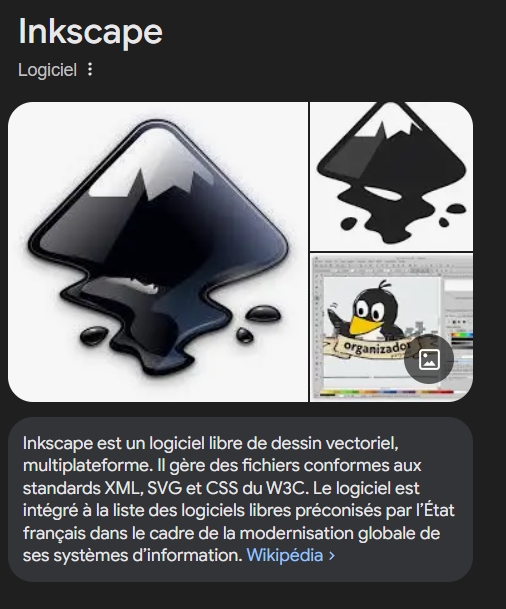 Inkscape
Logiciel
organizador
Inkscape est un logiciel libre de dessin vectoriel,
multiplateforme. Il gère des fichiers conformes aux
standards XML, SVG et CSS du W3C. Le logiciel est
intégré à la liste des logiciels libres préconisés par l’État
français dans le cadre de la modernisation globale de
ses systèmes d’information. Wikipédia >